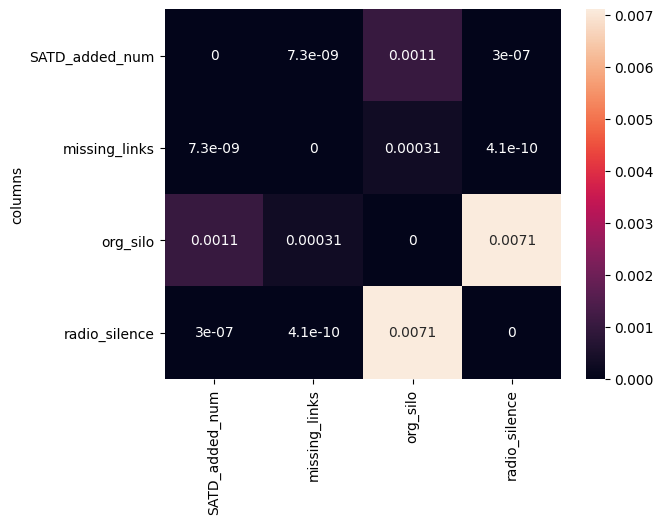 SATD_added_num 0 7.3e-09 0.0011 3e-07
missing_links 7.3e-09 0 0.00031 4.1e-10
org_silo 0.0011 0.00031 0 0.0071
radio_silence 3e-07 4.1e-10 0.0071 0
columns
SATD_added_num
missing_links
org_silo
radio_silence
0.007
0.006
0.005
0.004
0.003
0.002
0.001
0.000